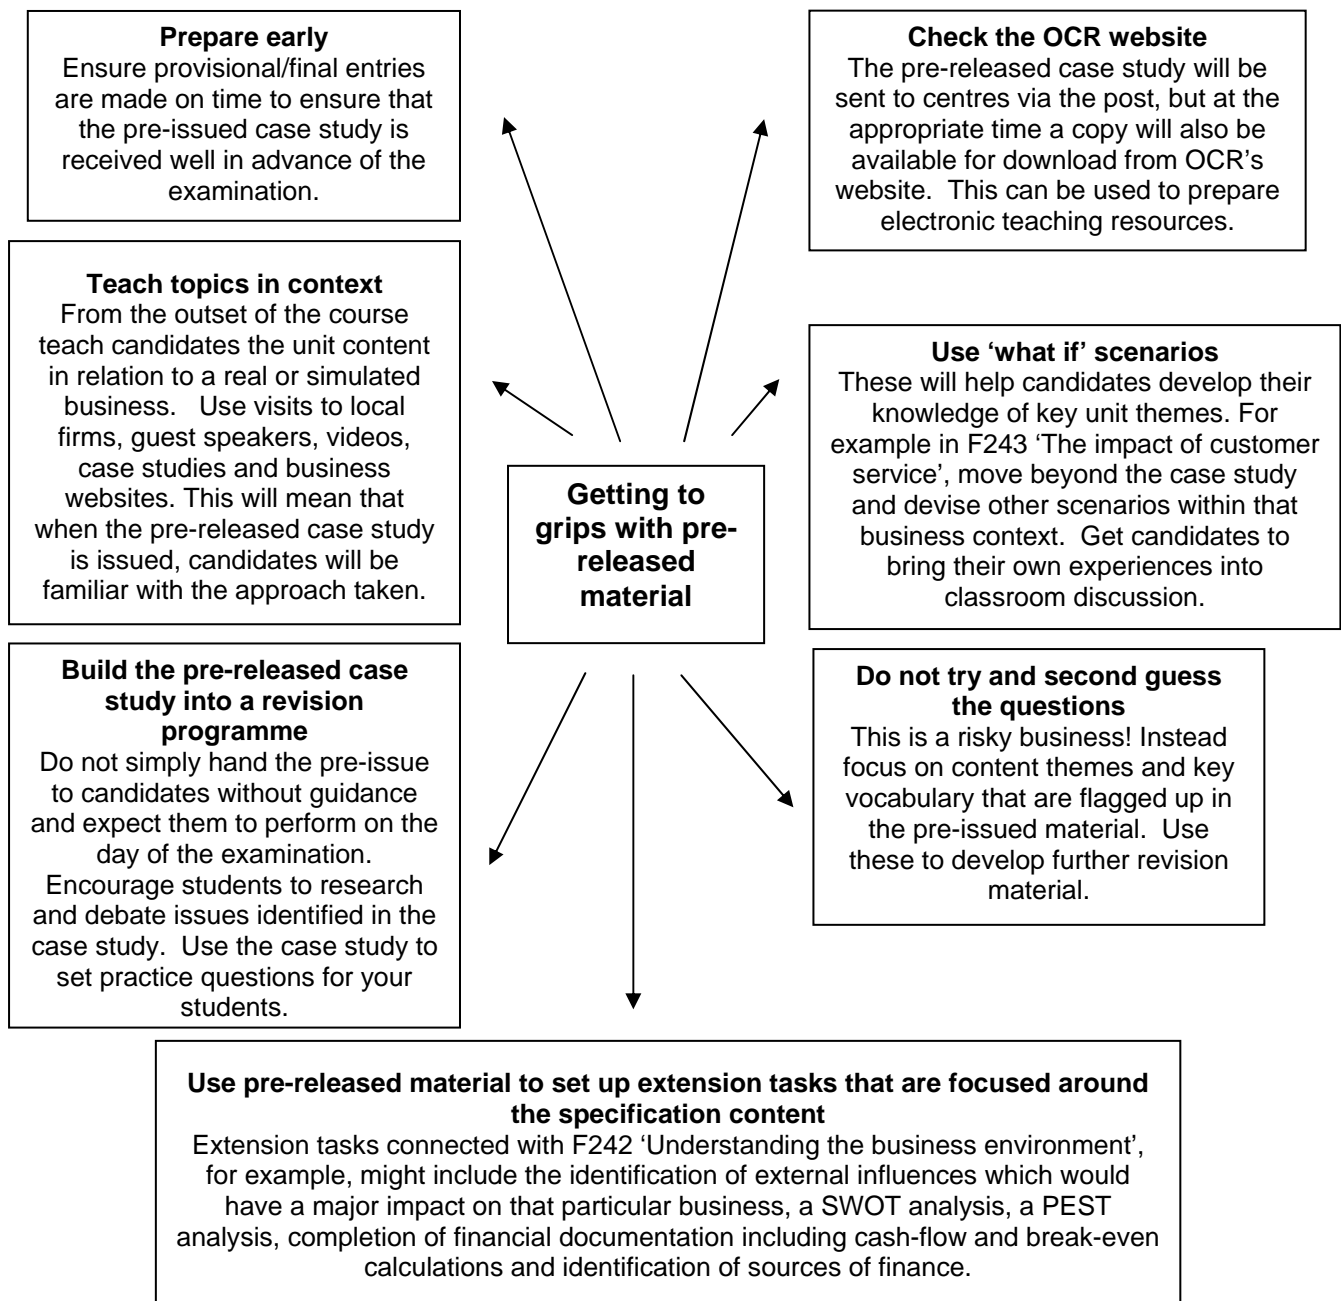 Prepare early
Ensure provisional/final entries
are made on time to ensure that
the pre-issued case study is
received well in advance of the
examination.
Check the OCR website
The pre-released case study will be
sent to centres via the post, but at the
appropriate time a copy will also be
available for download from OCR's
website.  This can be used to prepare
electronic teaching resources.
Teach topics in context
From the outset of the course
teach candidates the unit content
in relation to a real or simulated
business.   Use visits to local
firms, guest speakers, videos,
case studies and business
websites. This will mean that
when the pre-released case study
is issued, candidates will be
familiar with the approach taken.
Use ‘what if’ scenarios
These will help candidates develop their
knowledge of key unit themes. For
example in F243 ‘The impact of customer
service’, move beyond the case study
and devise other scenarios within that
business context.  Get candidates to
bring their own experiences into
classroom discussion.
Getting to
grips with pre-
released
material
Build the pre-released case
study into a revision
programme
Do not simply hand the pre-issue
to candidates without guidance
and expect them to perform on the
day of the examination.
Encourage students to research
and debate issues identified in the
case study.  Use the case study to
set practice questions for your
students.
Do not try and second guess
the questions
This is a risky business! Instead
focus on content themes and key
vocabulary that are flagged up in
the pre-issued material.  Use
these to develop further revision
material.
Use pre-released material to set up extension tasks that are focused around
the specification content
Extension tasks connected with F242 ‘Understanding the business environment’,
for example, might include the identification of external influences which would
have a major impact on that particular business, a SWOT analysis, a PEST
analysis, completion of financial documentation including cash-flow and break-even
calculations and identification of sources of finance.